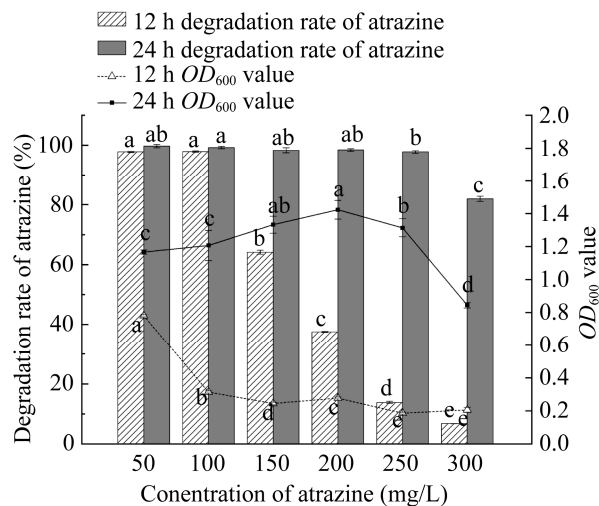 12 h degradation rate of atrazine
24 h degradation rate of atrazine
12 h OD600 value
24 h OD600 value
Degradation rate of atrazine (%)
100
80
60
40
20
0
a ab a a ab ab b c
c c ab a b d
b c d e
a b d c e e
2.0
1.8
1.6
1.4
1.2
1.0
0.8
0.6
0.4
0.2
0.0
OD600 value
50 100 150 200 250 300
Conentration of atrazine (mg/L)